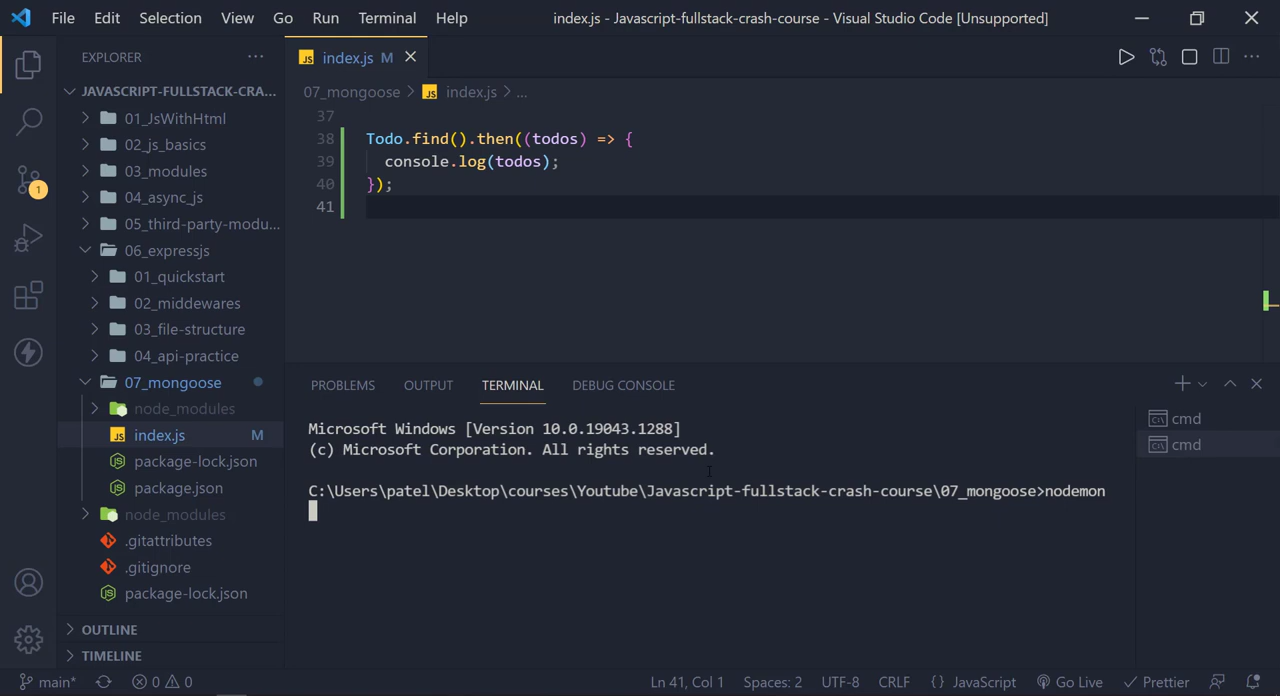 File Edit Selection View Go Run Terminal Help index.js - Javascript-fullstack-crash-course - Visual Studio Code [Unsupported]
EXPLORER ...
JAVASCRIPT-FULLSTACK-CRA...
01_JsWithHtml
02_js_basics
03_modules
04_async_js
05_third-party-modu...
06_expressjs
01_quickstart
02_middewares
03_file-structure
04_api-practice
07_mongoose
node_modules
JS index.js M
package-lock.json
package.json
node_modules
.gitattributes
.gitignore
package-lock.json
OUTLINE
TIMELINE
1
JS index.js M
07_mongoose > JS index.js > ...
37
38 Todo.find().then((todos) => {
39 console.log(todos);
40 });
41
PROBLEMS OUTPUT TERMINAL DEBUG CONSOLE
Microsoft Windows [Version 10.0.19043.1288]
(c) Microsoft Corporation. All rights reserved.
C:\Users\patel\Desktop\courses\Youtube\Javascript-fullstack-crash-course\07_mongoose>nodemon
cmd
cmd
main* 0 0 Ln 41, Col 1 Spaces: 2 UTF-8 CRLF {} JavaScript Go Live Prettier